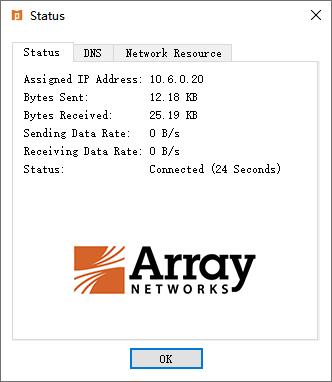 Status
Status DNS Network Resource
Assigned IP Address: 10.6.0.20
Bytes Sent: 12.18 KB
Bytes Received: 25.19 KB
Sending Data Rate: 0 B/s
Receiving Data Rate: 0 B/s
Status: Connected (24 Seconds)
Array
NETWORKS
OK